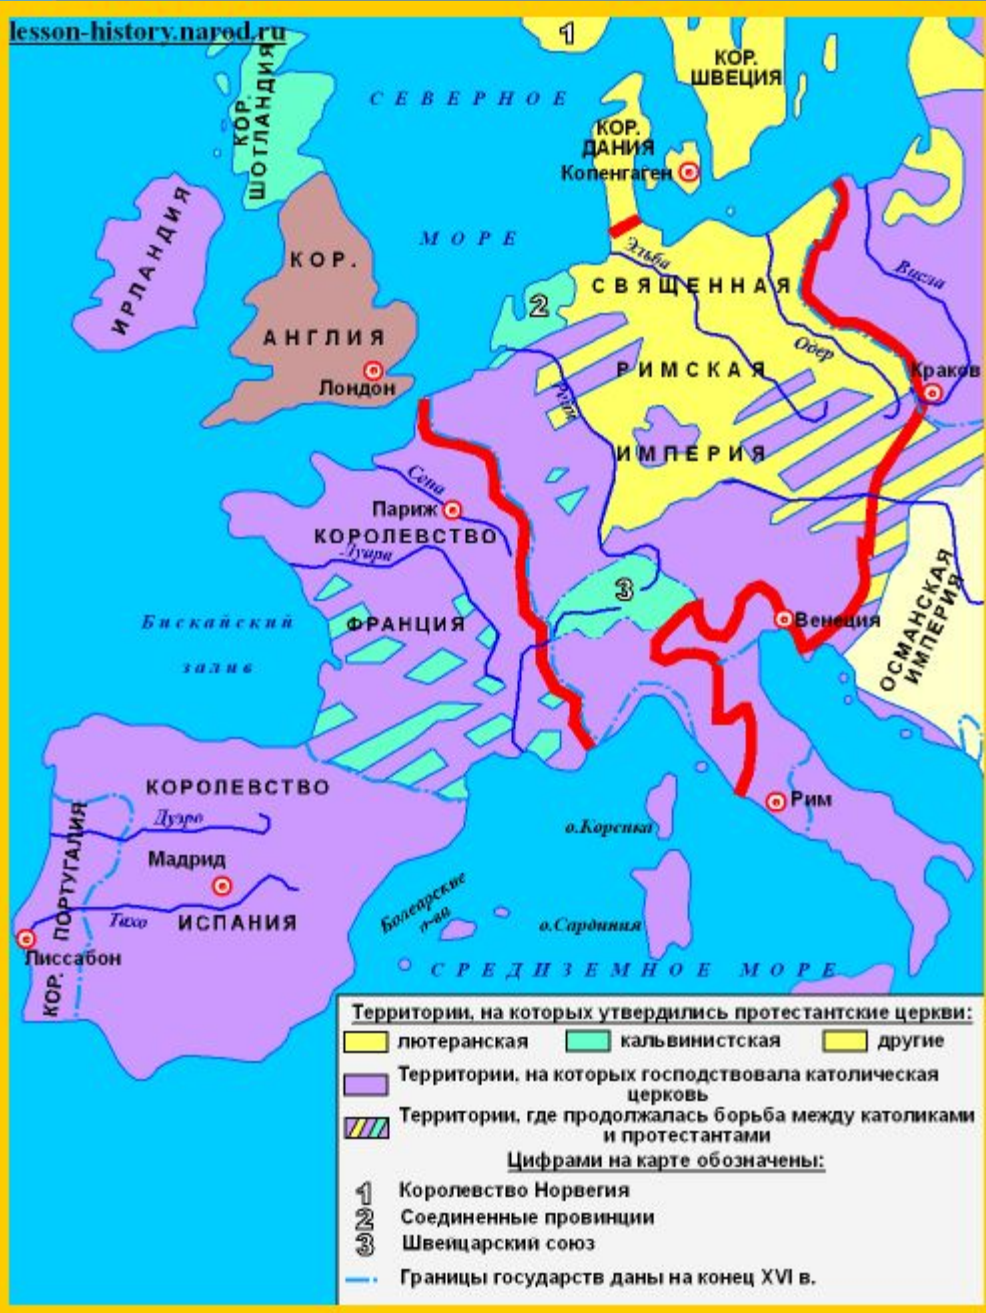 lesson-history.narod.ru
1
КОР.
ШВЕЦИЯ
КОР.
ШОТЛАНДИЯ
СЕВЕРНОЕ
КОР.
ДАНИЯ
Копенгаген
ИРЛАНДИЯ
МОРЕ
КОР.
АНГЛИЯ
Лондон
Эльба
СВЯЩЕННАЯ
Висла
2
Одер
РИМСКАЯ
Краков
Рейн
ИМПЕРИЯ
Сена
Париж
КОРОЛЕВСТВО
Луара
ФРАНЦИЯ
3
Венеция
ОСМАНСКАЯ
ИМПЕРИЯ
Бискайский
залив
КОРОЛЕВСТВО
Дуэро
Мадрид
Тахо
ИСПАНИЯ
Лиссабон
КОР. ПОРТУГАЛИЯ
Рим
о.Корсика
Болеарские
о-ва
о.Сардиния
СРЕДИЗЕМНОЕ МОРЕ
Территории, на которых утвердились протестантские церкви:
лютеранская кальвинистская другие
Территории, на которых господствовала католическая
церковь
Территории, где продолжалась борьба между католиками
и протестантами
Цифрами на карте обозначены:
1 Королевство Норвегия
2 Соединенные провинции
3 Швейцарский союз
Границы государств даны на конец XVI в.